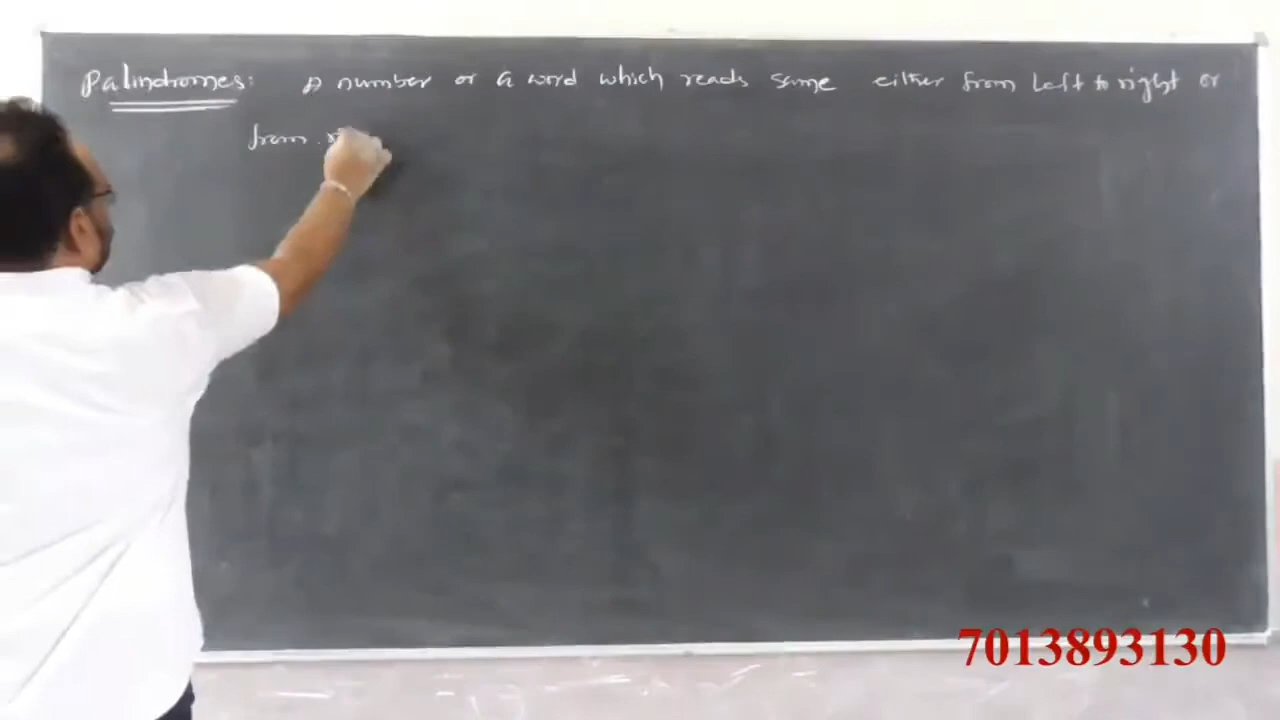 Palindromes: A number or a word which reads same either from Left to right or
from
7013893130